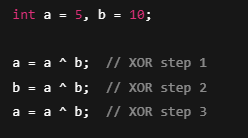 int a = 5, b = 10;
a = a ^ b;  // XOR step 1
b = a ^ b;  // XOR step 2
a = a ^ b;  // XOR step 3